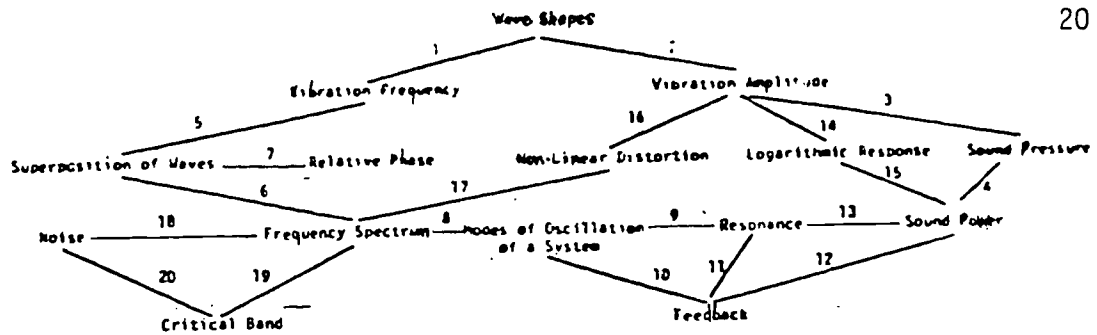 20
Wave Shapes
1
Vibration Frequency
Vibration Amplitude
3
5
16
14
Superposition of Waves
7
Relative Phase
Non-Linear Distortion
Logarithmic Response
Sound Pressure
6
17
15
4
Noise
18
Frequency Spectrum
8
Modes of Oscillation
of a System
9
Resonance
13
Sound Power
20
19
10
11
12
Critical Band
Feedback